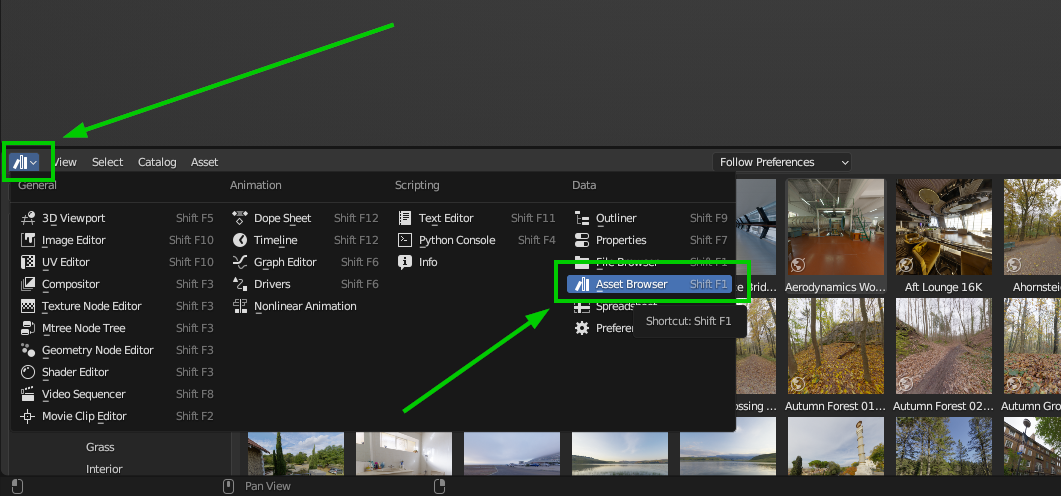 View Select Catalog Asset Follow Preferences
General Animation Scripting Data
3D Viewport Shift F5 Dope Sheet Shift F12 Text Editor Shift F11 Outliner Shift F9
Image Editor Shift F10 Timeline Shift F12 Python Console Shift F4 Properties Shift F7
UV Editor Shift F10 Graph Editor Shift F6 Info File Browser Shift F1
Compositor Shift F3 Drivers Shift F6 Asset Browser Shift F1
Texture Node Editor Shift F3 Nonlinear Animation Spreadsheet
Mtree Node Tree Shift F3 Preferen
Shortcut: Shift F1
Geometry Node Editor Shift F3
Shader Editor Shift F3
Video Sequencer Shift F8
Movie Clip Editor Shift F2
e Brid... Aerodynamics Wo... Aft Lounge 16K Ahornstei
ossing ... Autumn Forest 01... Autumn Forest 02... Autumn Gro
Grass
Interior
Pan View